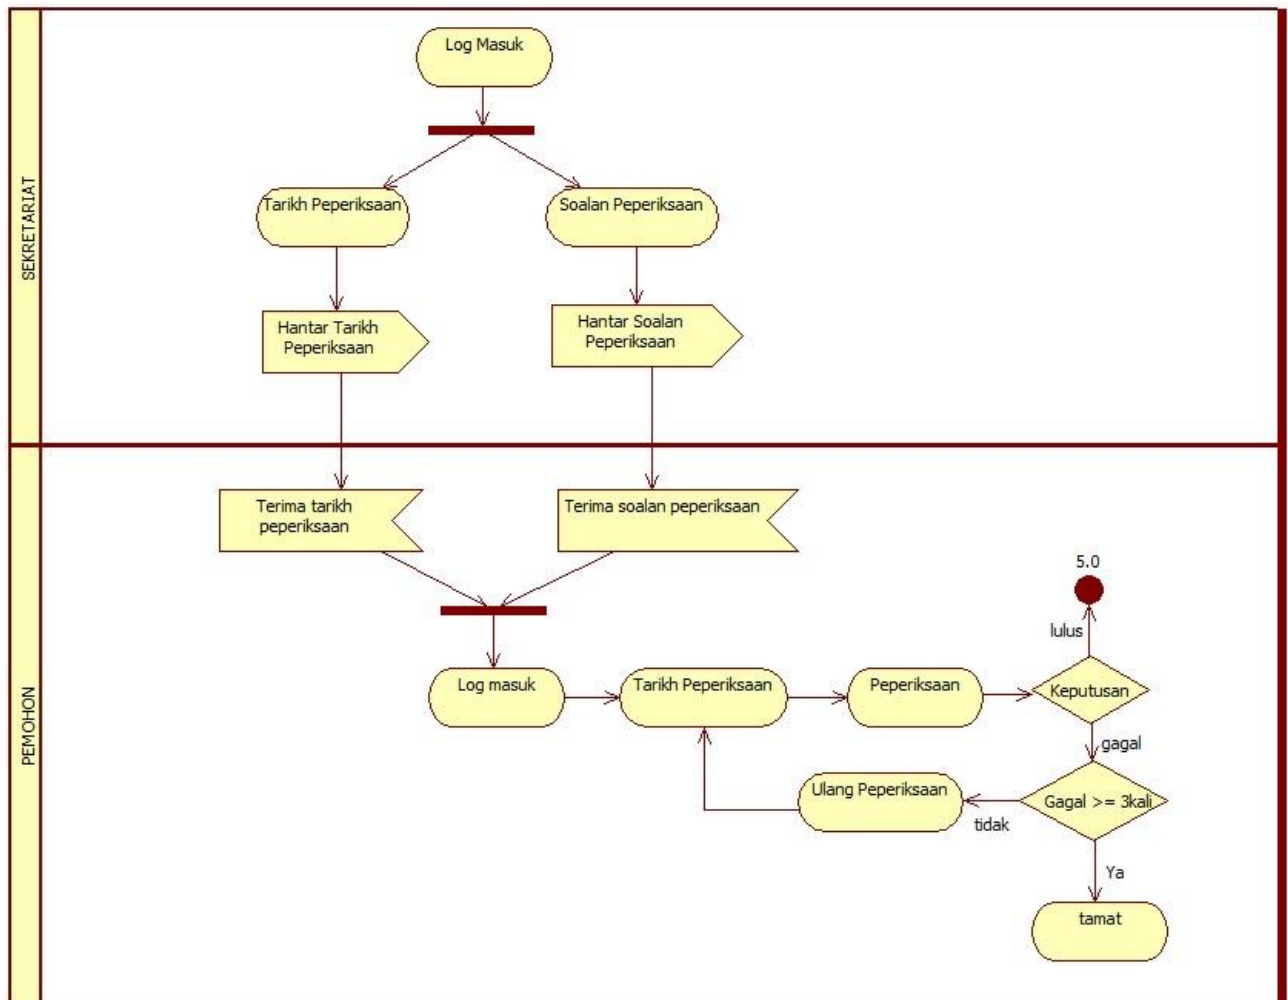 SEKRETARIAT
Log Masuk
Tarikh Peperiksaan
Soalan Peperiksaan
Hantar Tarikh
Peperiksaan
Hantar Soalan
Peperiksaan
PEMOHON
Terima tarikh
peperiksaan
Terima soalan peperiksaan
5.0
lulus
Log masuk
Tarikh Peperiksaan
Peperiksaan
Keputusan
gagal
Ulang Peperiksaan
tidak
Gagal >= 3kali
Ya
tamat